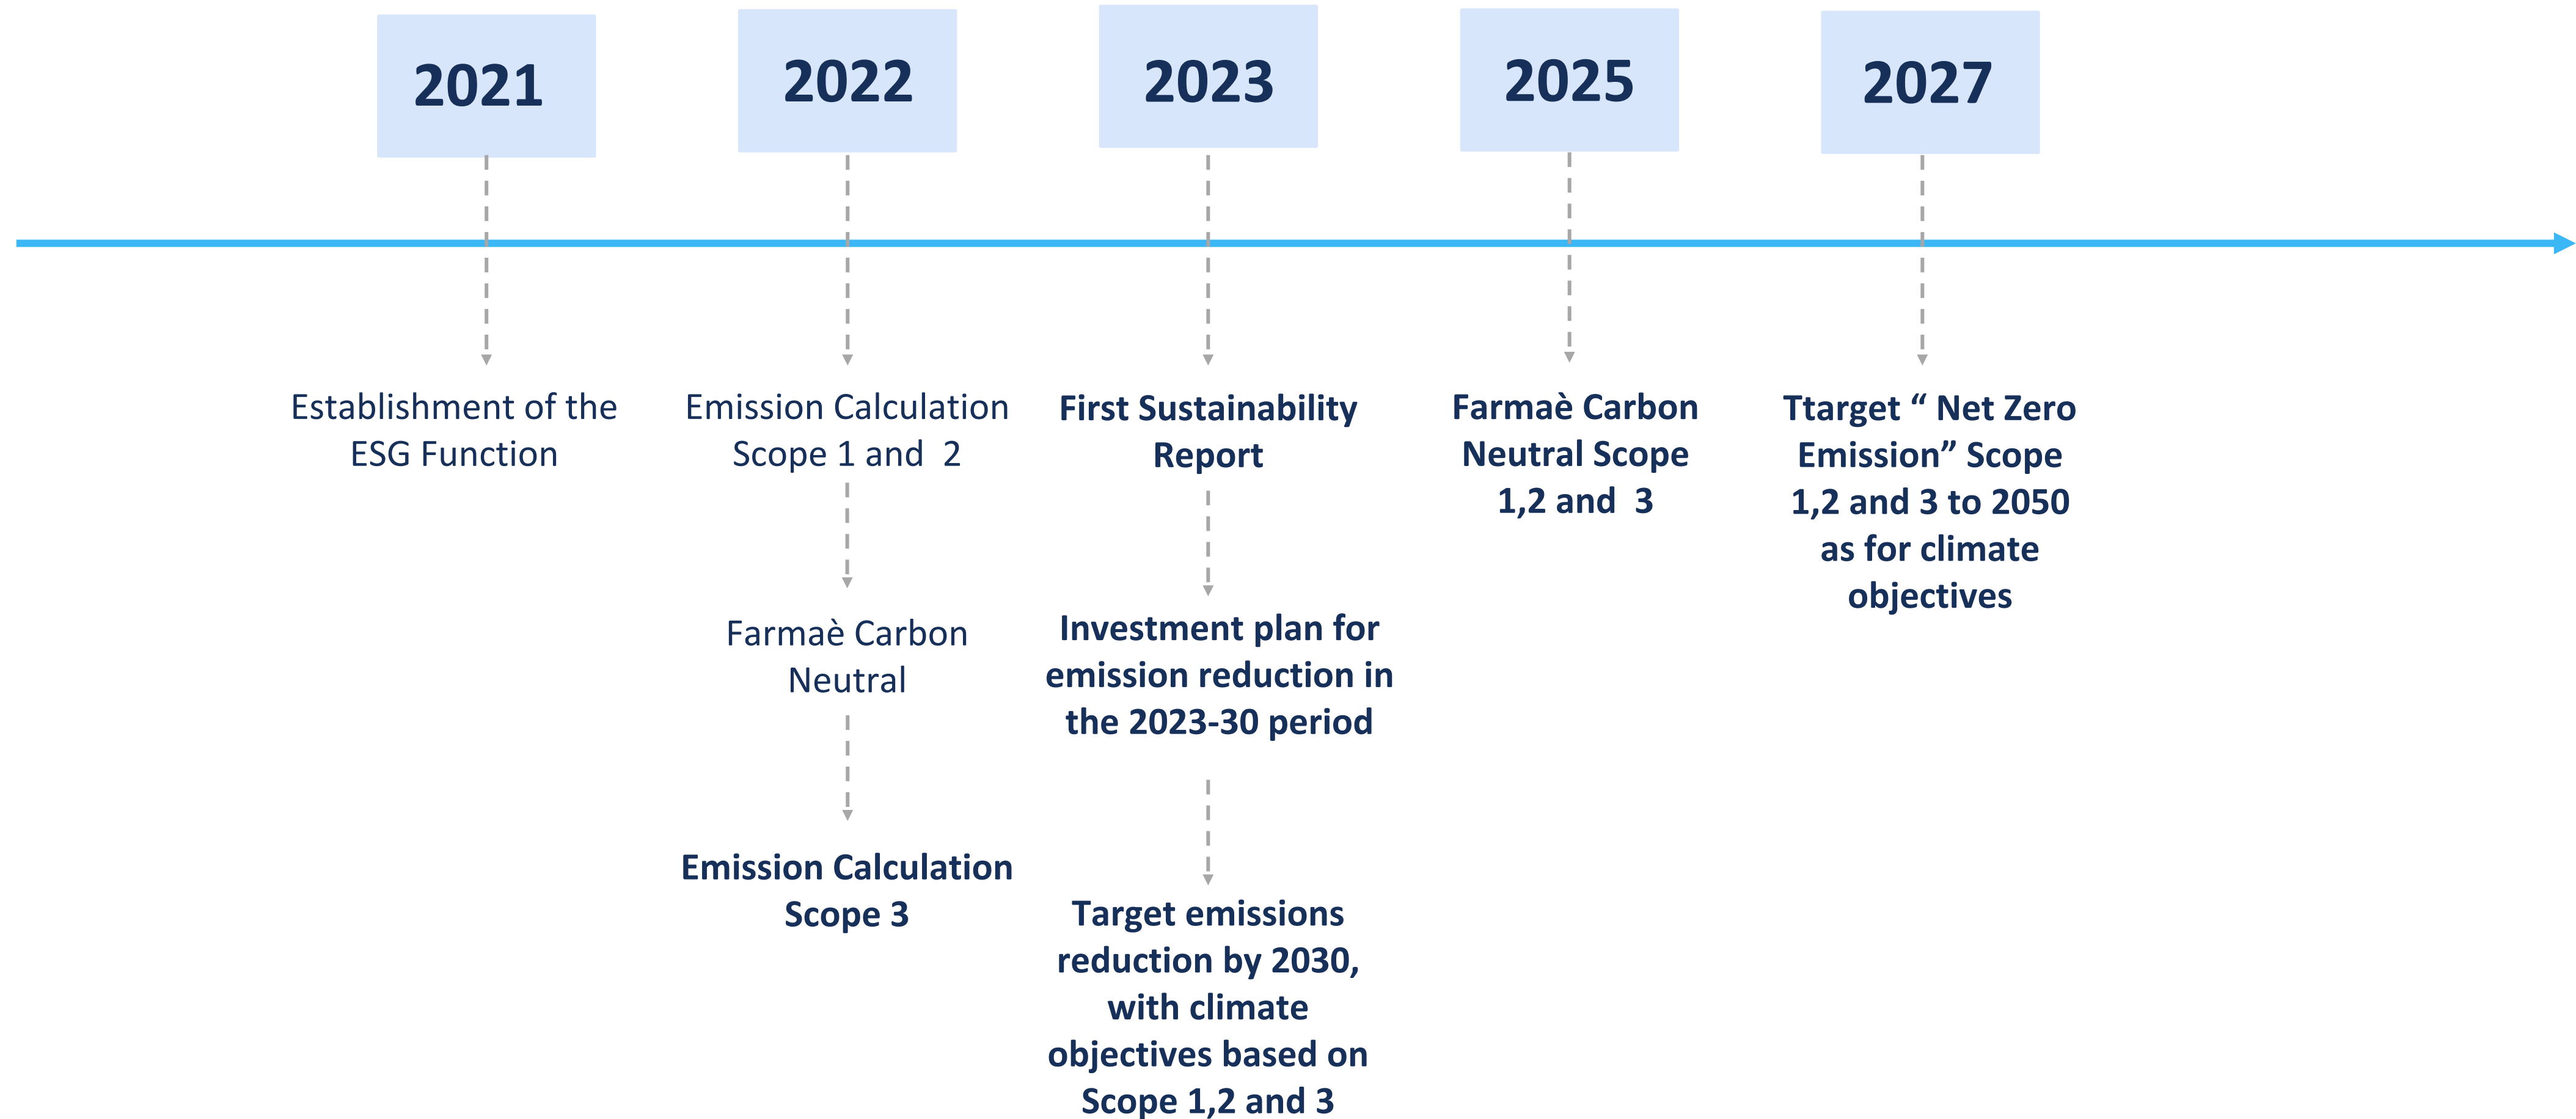 2021
2022
2023
2025
2027
Establishment of the
ESG Function
Emission Calculation
Scope 1 and  2
Farmaè Carbon
Neutral
Emission Calculation
Scope 3
First Sustainability
Report
Investment plan for
emission reduction in
the 2023-30 period
Target emissions
reduction by 2030,
with climate
objectives based on
Scope 1,2 and 3
Farmaè Carbon
Neutral Scope
1,2 and  3
Ttarget “ Net Zero
Emission” Scope
1,2 and 3 to 2050
as for climate
objectives